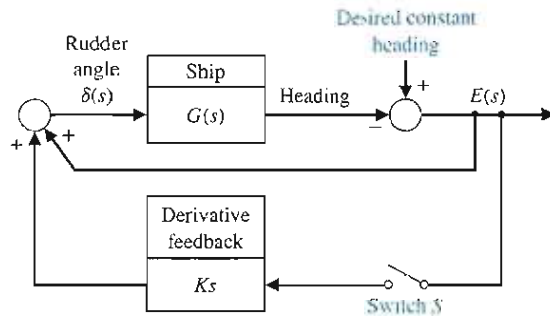 Desired constant
heading
Rudder
angle
δ(s)
Ship
G(s)
Heading
+
−
E(s)
+
+
Derivative
feedback
Ks
Switch S